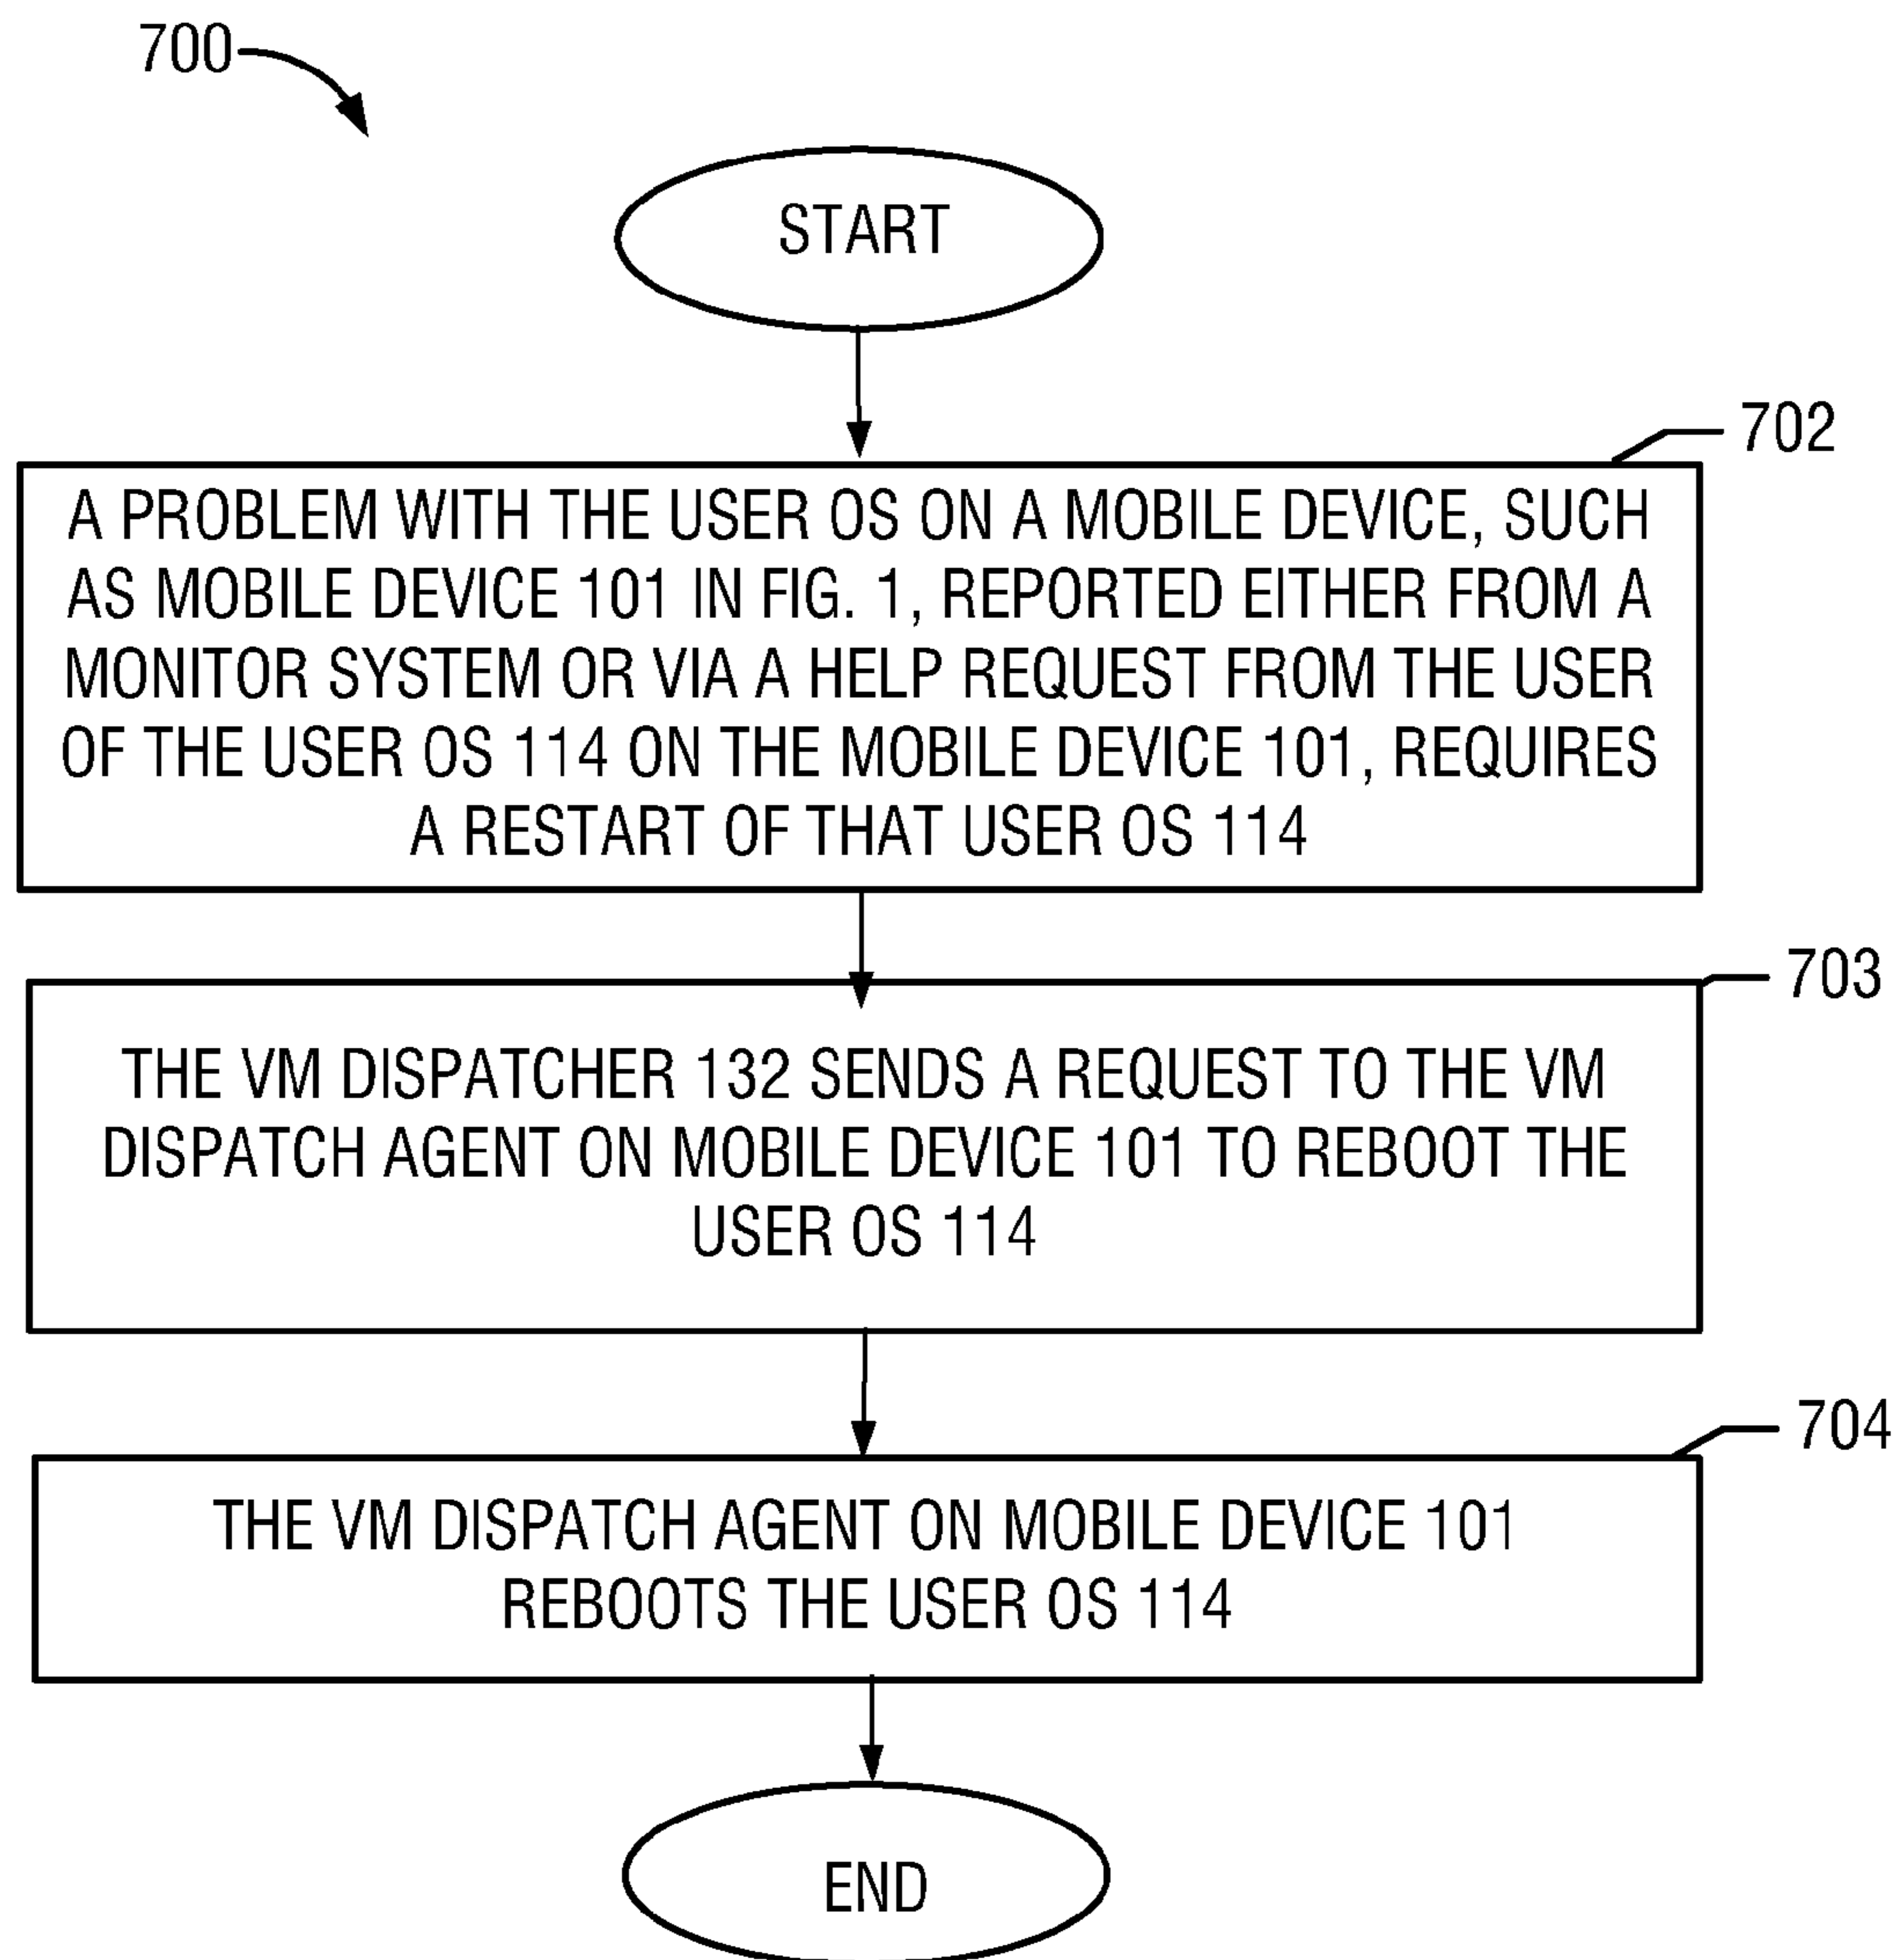 700
START
702
A PROBLEM WITH THE USER OS ON A MOBILE DEVICE, SUCH
AS MOBILE DEVICE 101 IN FIG. 1, REPORTED EITHER FROM A
MONITOR SYSTEM OR VIA A HELP REQUEST FROM THE USER
OF THE USER OS 114 ON THE MOBILE DEVICE 101, REQUIRES
A RESTART OF THAT USER OS 114
703
THE VM DISPATCHER 132 SENDS A REQUEST TO THE VM
DISPATCH AGENT ON MOBILE DEVICE 101 TO REBOOT THE
USER OS 114
704
THE VM DISPATCH AGENT ON MOBILE DEVICE 101
REBOOTS THE USER OS 114
END